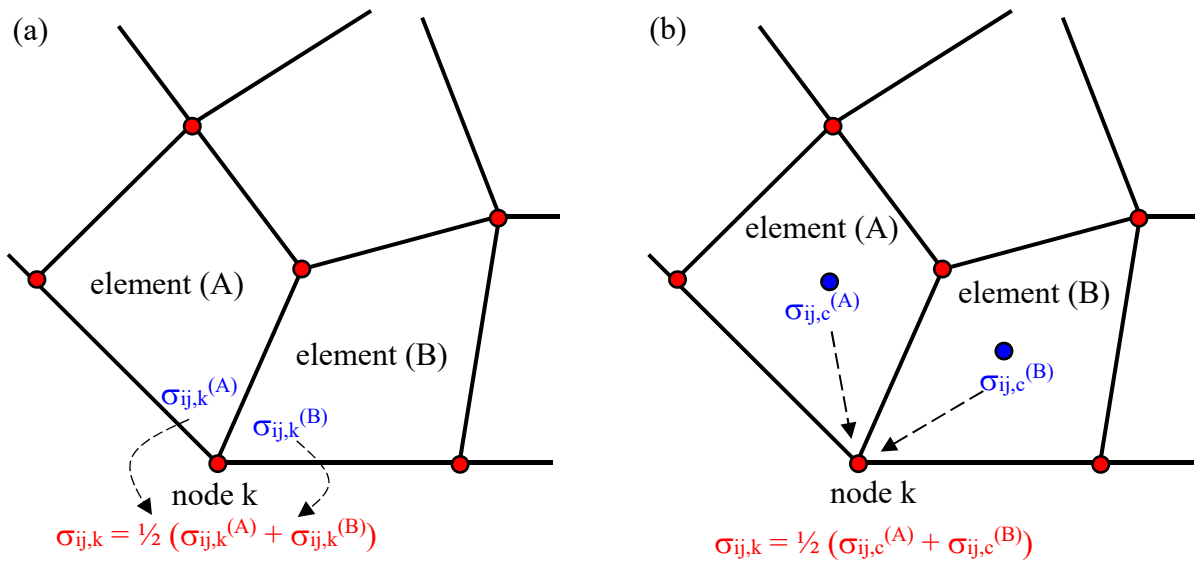 (a)
element (A)
element (B)
σij,k(A)
σij,k(B)
node k
σij,k = ½ (σij,k(A) + σij,k(B))
(b)
element (A)
element (B)
σij,c(A)
σij,c(B)
node k
σij,k = ½ (σij,c(A) + σij,c(B))